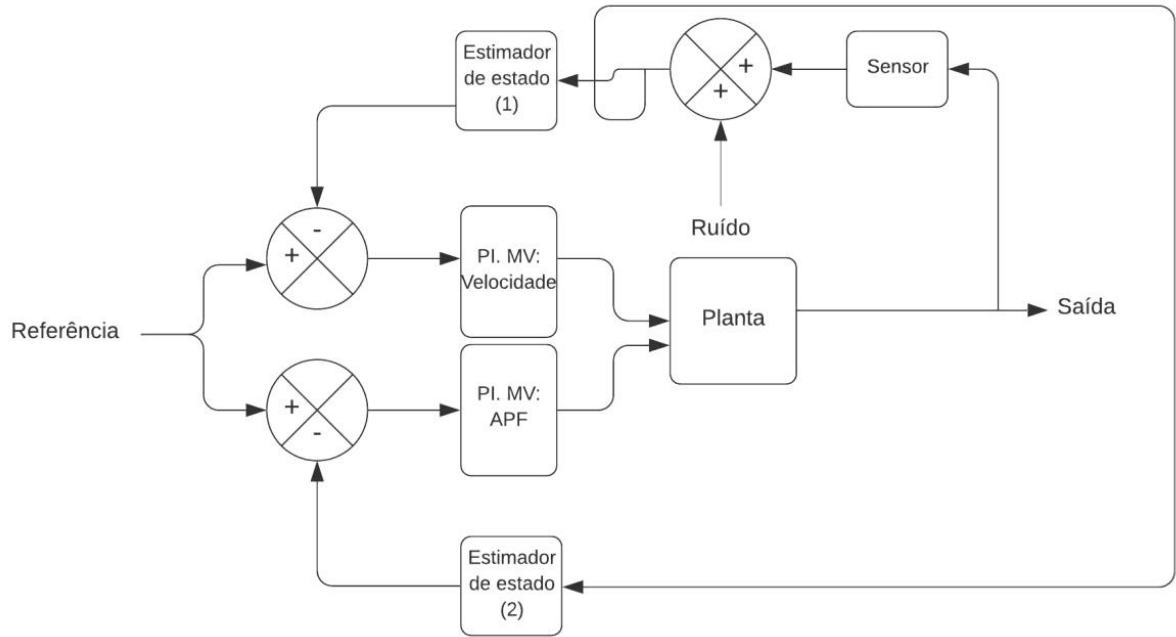 Estimador
de estado
(1)
+
+
Sensor
Ruído
-
+
PI. MV:
Velocidade
Planta
Saída
Referência
+
-
PI. MV:
APF
Estimador
de estado
(2)